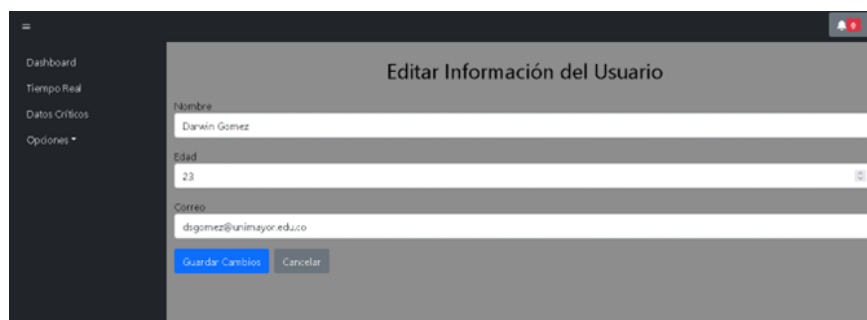 Dashboard
Tiempo Real
Datos Críticos
Opciones
Editar Información del Usuario
Nombre
Darwin Gomez
Edad
23
Correo
dsgomez@unimayor.edu.co
Guardar Cambios Cancelar